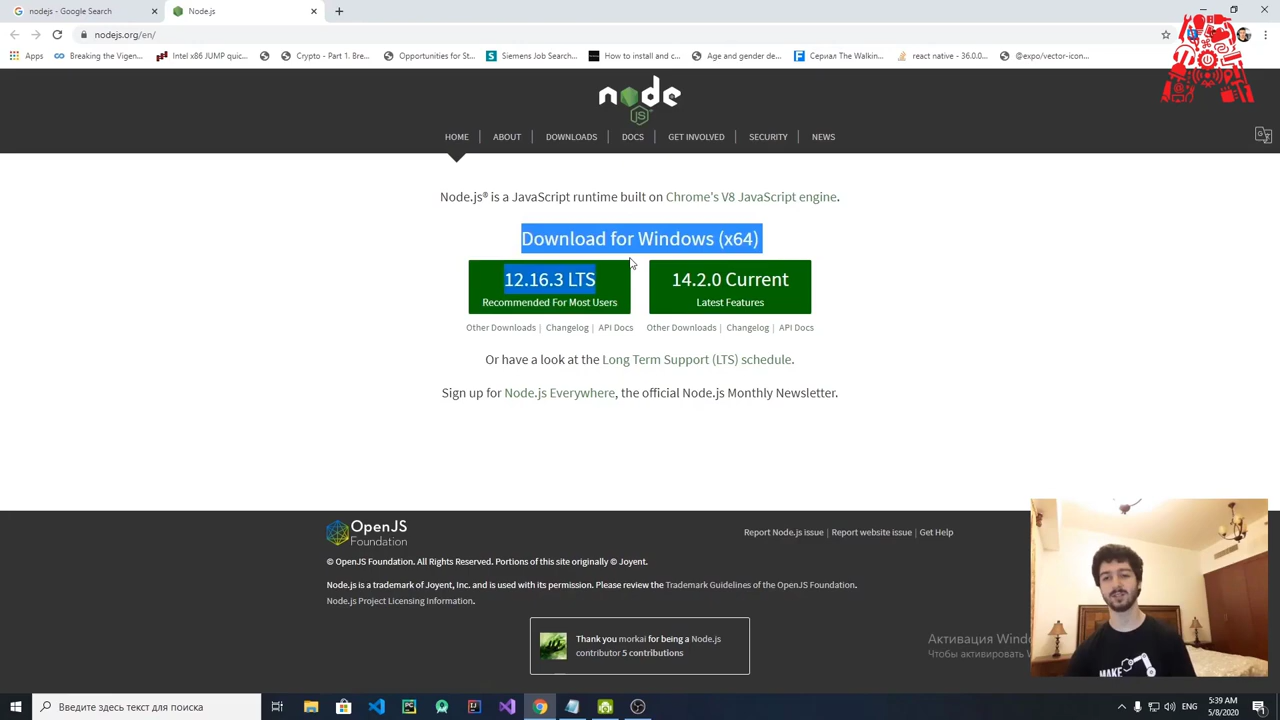 nodejs - Google Search
Node.js
nodejs.org/en/
Apps
Breaking the Vigen...
Intel x86 JUMP quic...
Crypto - Part 1. Bre...
Opportunities for St...
Siemens Job Search...
How to install and c...
Age and gender de...
Сериал The Walkin...
react native - 36.0.0...
@expo/vector-icon...
node
JS
HOME
ABOUT
DOWNLOADS
DOCS
GET INVOLVED
SECURITY
NEWS
Node.js® is a JavaScript runtime built on Chrome's V8 JavaScript engine.
Download for Windows (x64)
12.16.3 LTS
Recommended For Most Users
14.2.0 Current
Latest Features
Other Downloads | Changelog | API Docs
Other Downloads | Changelog | API Docs
Or have a look at the Long Term Support (LTS) schedule.
Sign up for Node.js Everywhere, the official Node.js Monthly Newsletter.
OpenJS
Foundation
Report Node.js issue | Report website issue | Get Help
© OpenJS Foundation. All Rights Reserved. Portions of this site originally © Joyent.
Node.js is a trademark of Joyent, Inc. and is used with its permission. Please review the Trademark Guidelines of the OpenJS Foundation.
Node.js Project Licensing Information.
Thank you morkai for being a Node.js
contributor 5 contributions
Активация Windo
Чтобы активировать W
MAKE
Введите здесь текст для поиска
ENG
5:39 AM
5/8/2020